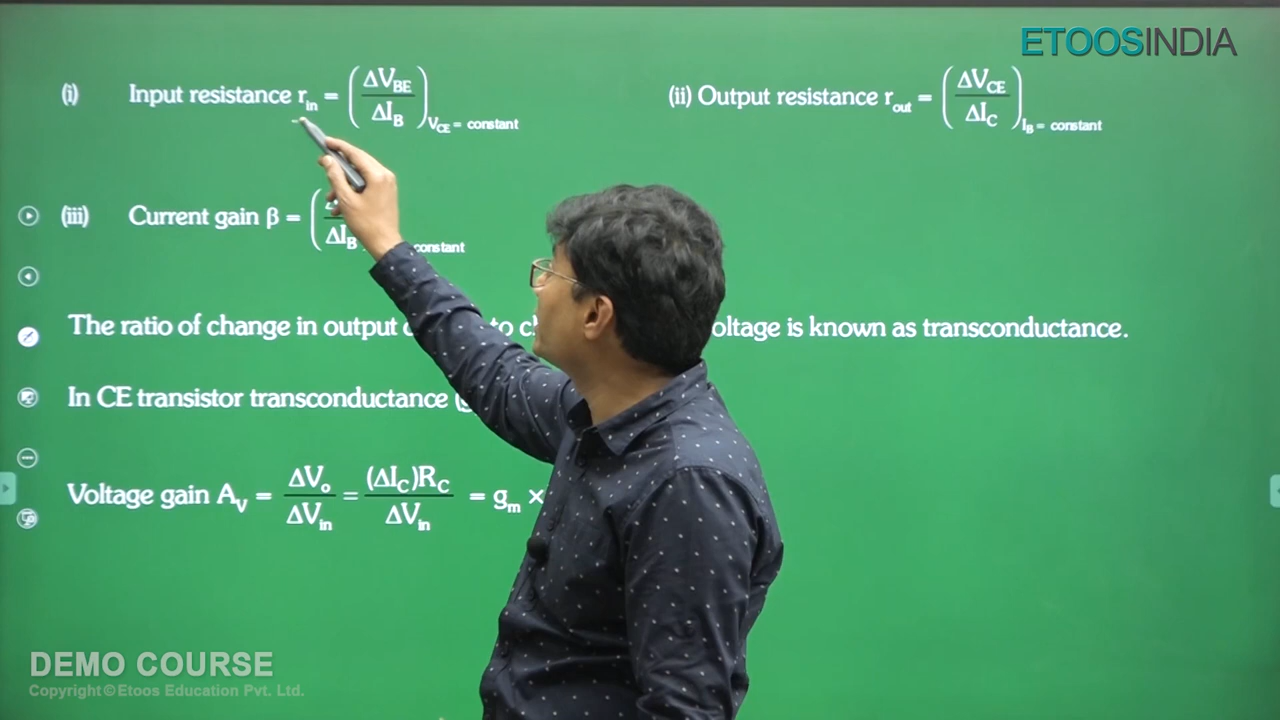 ETOOSINDIA
(i) Input resistance r_in = (ΔV_BE / ΔI_B)_V_CE = constant (ii) Output resistance r_out = (ΔV_CE / ΔI_C)_I_B = constant
(iii) Current gain β = ( / ΔI_B constant
The ratio of change in output to voltage is known as transconductance.
In CE transistor transconductance (
Voltage gain A_V = ΔV_o / ΔV_in = (ΔI_C)R_C / ΔV_in = g_m ×
DEMO COURSE
Copyright © Etoos Education Pvt. Ltd.